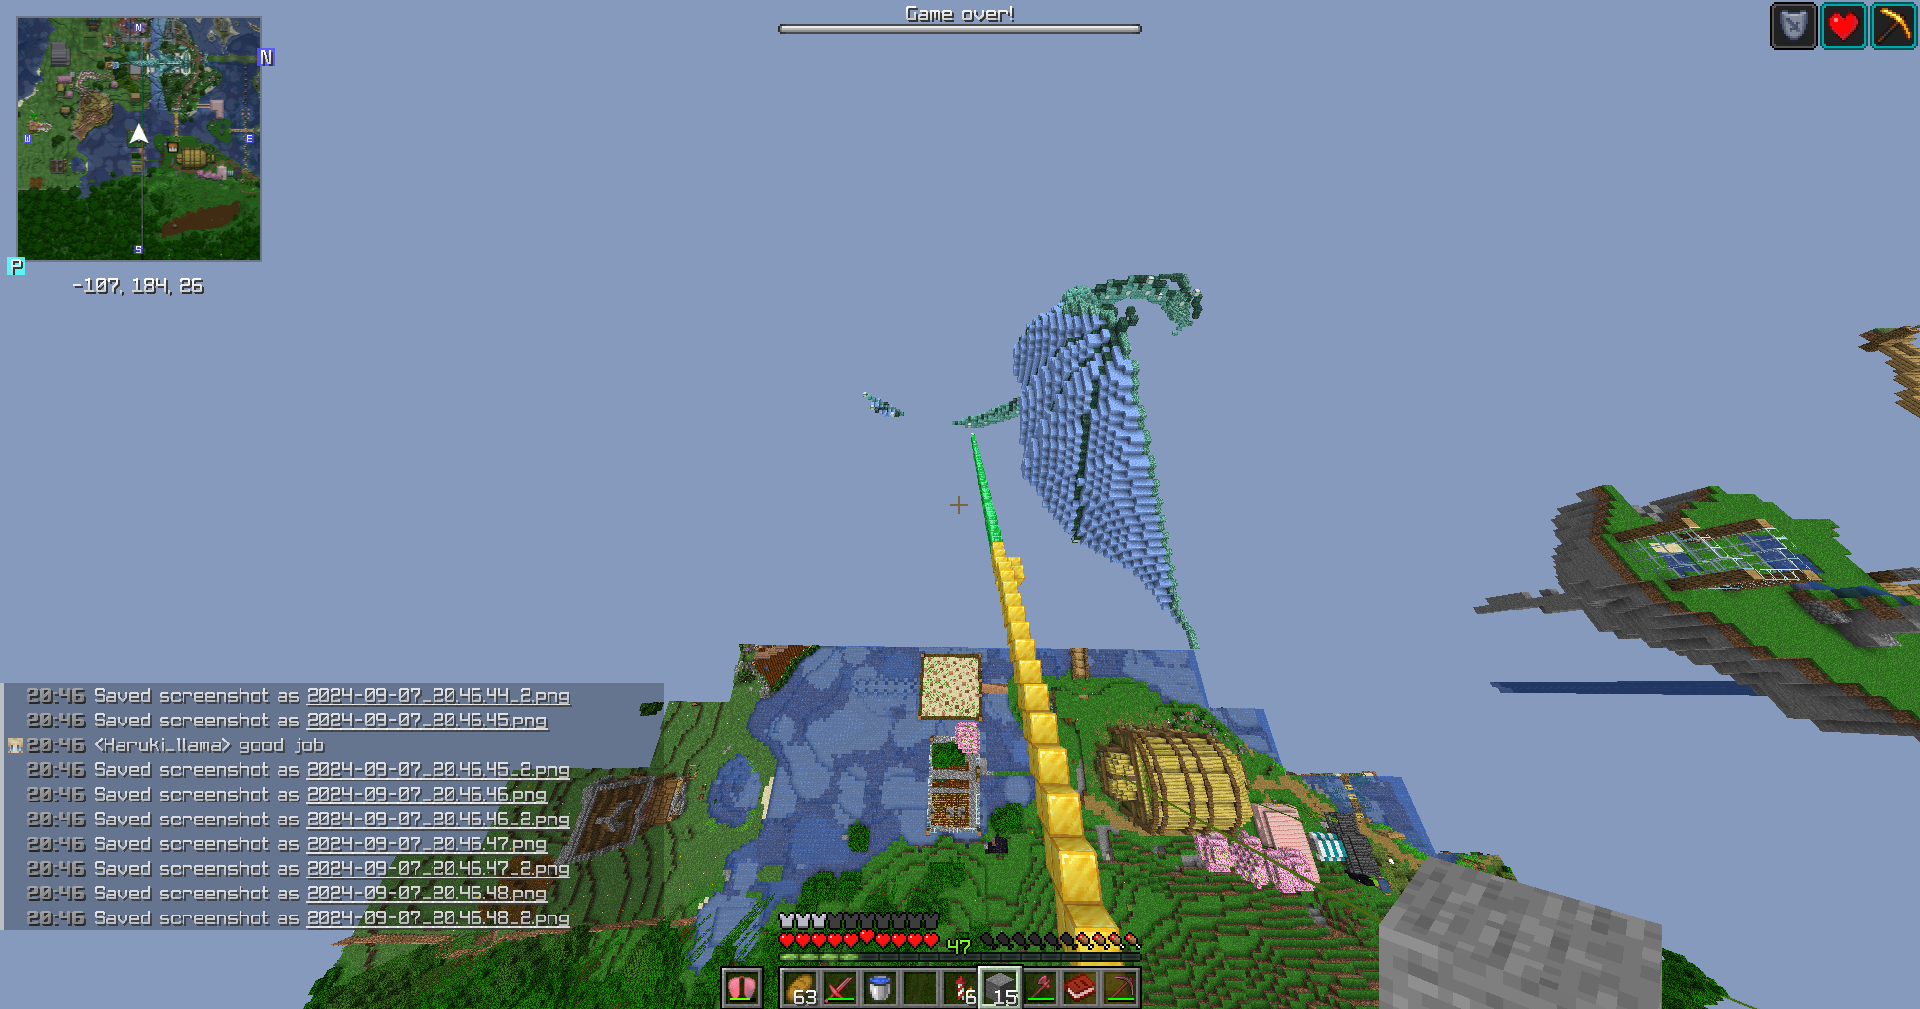 Game over!
N
N
W
E
S
P
-107, 184, 26
20:46 Saved screenshot as 2024-09-07_20.46.44_2.png
20:46 Saved screenshot as 2024-09-07_20.46.45.png
20:46 <Haruki_llama> good job
20:46 Saved screenshot as 2024-09-07_20.46.45_2.png
20:46 Saved screenshot as 2024-09-07_20.46.46.png
20:46 Saved screenshot as 2024-09-07_20.46.46_2.png
20:46 Saved screenshot as 2024-09-07_20.46.47.png
20:46 Saved screenshot as 2024-09-07_20.46.47_2.png
20:46 Saved screenshot as 2024-09-07_20.46.48.png
20:46 Saved screenshot as 2024-09-07_20.46.48_2.png
47
63 6 15